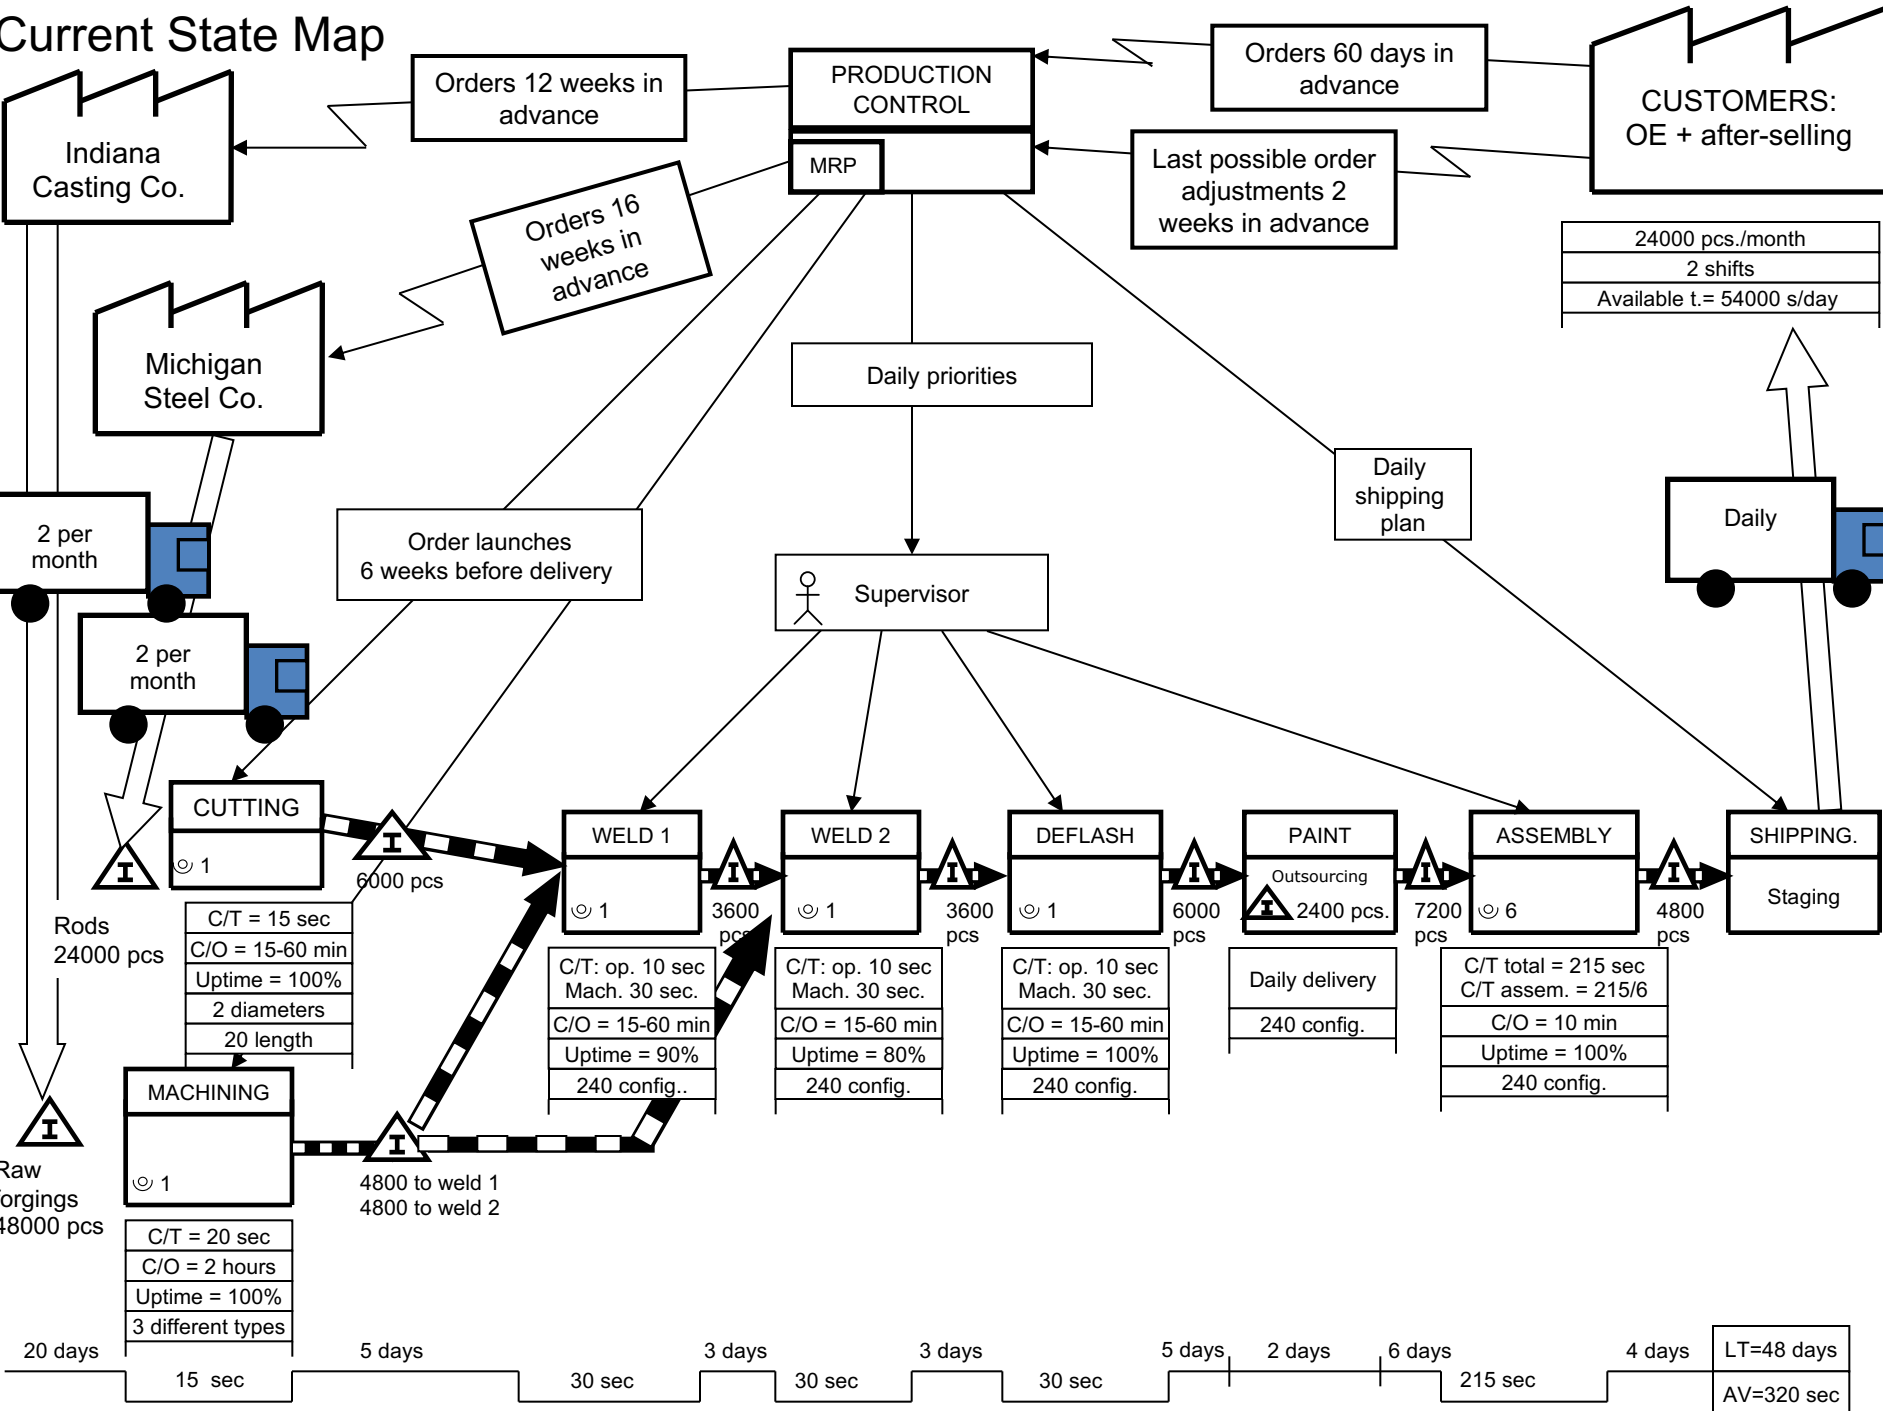 Current State Map
Orders 12 weeks in
advance
PRODUCTION
CONTROL
MRP
Orders 60 days in
advance
CUSTOMERS:
OE + after-selling
Indiana
Casting Co.
Last possible order
adjustments 2
weeks in advance
Orders 16
weeks in
advance
24000 pcs./month
2 shifts
Available t.= 54000 s/day
Michigan
Steel Co.
Daily priorities
Daily
shipping
plan
2 per
month
Order launches
6 weeks before delivery
Daily
Supervisor
2 per
month
CUTTING
1
6000 pcs
WELD 1
1
3600
pcs
WELD 2
1
3600
pcs
DEFLASH
1
6000
pcs
PAINT
Outsourcing
I
2400 pcs.
7200
pcs
ASSEMBLY
6
4800
pcs
SHIPPING.
Staging
I
I
I
I
I
I
I
Rods
24000 pcs
C/T = 15 sec
C/O = 15-60 min
Uptime = 100%
2 diameters
20 length
C/T: op. 10 sec
Mach. 30 sec.
C/O = 15-60 min
Uptime = 90%
240 config..
C/T: op. 10 sec
Mach. 30 sec.
C/O = 15-60 min
Uptime = 80%
240 config.
C/T: op. 10 sec
Mach. 30 sec.
C/O = 15-60 min
Uptime = 100%
240 config.
Daily delivery
240 config.
C/T total = 215 sec
C/T assem. = 215/6
C/O = 10 min
Uptime = 100%
240 config.
MACHINING
1
I
I
Raw
forgings
48000 pcs
4800 to weld 1
4800 to weld 2
C/T = 20 sec
C/O = 2 hours
Uptime = 100%
3 different types
20 days
15 sec
5 days
30 sec
3 days
30 sec
3 days
30 sec
5 days
2 days
6 days
215 sec
4 days
LT=48 days
AV=320 sec